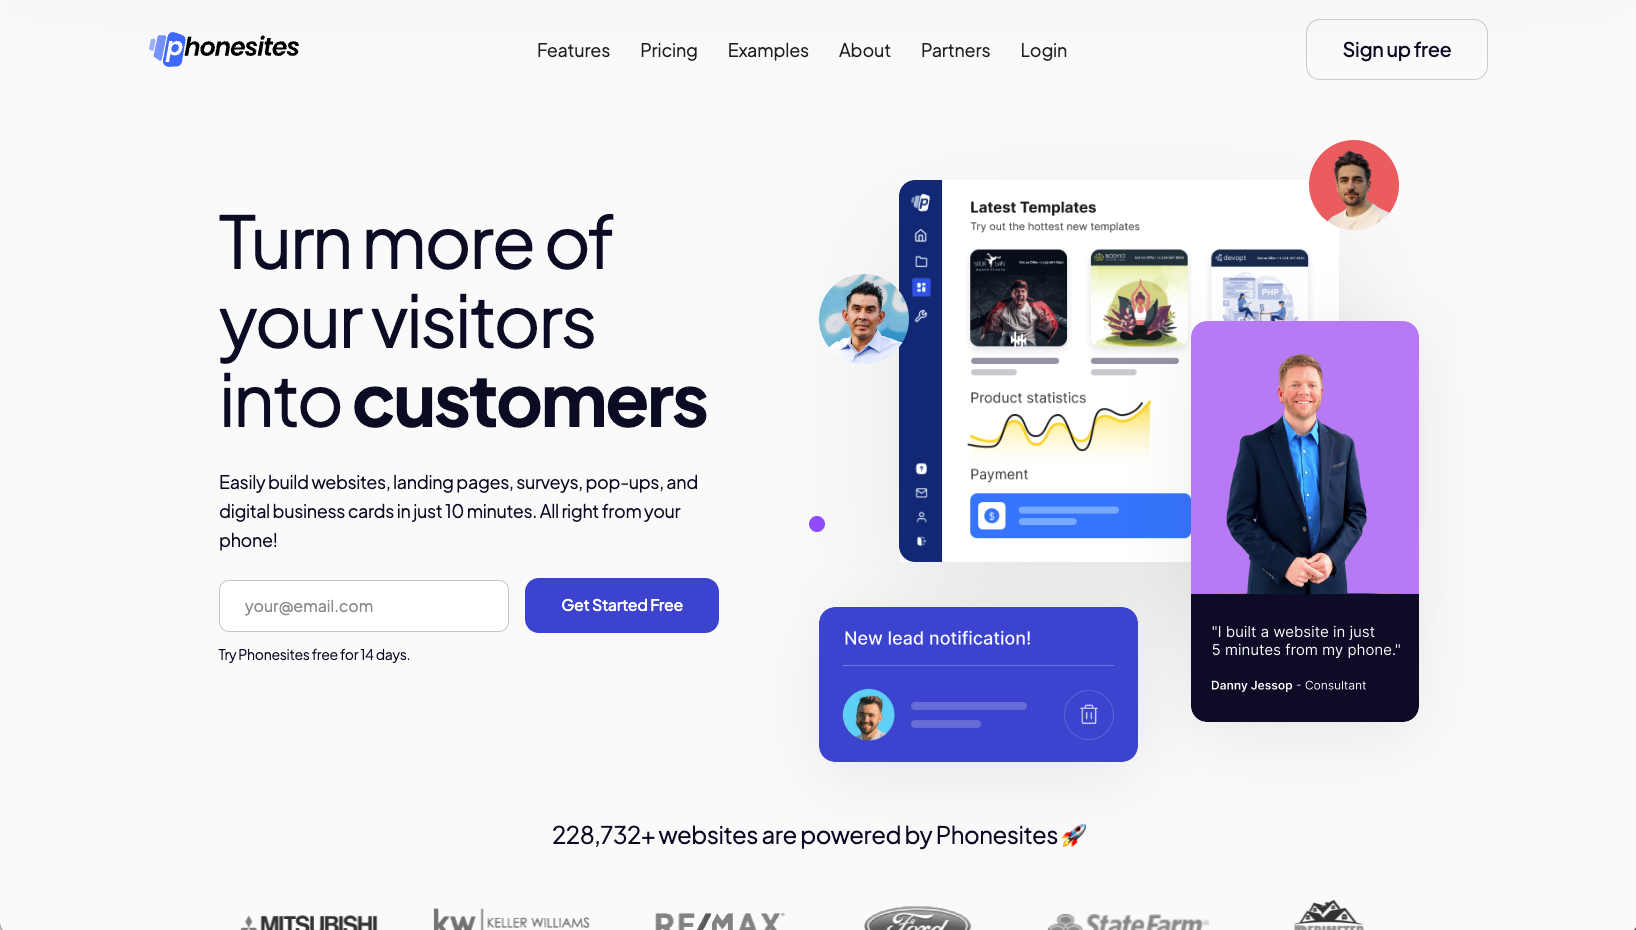 phonesites
Features
Pricing
Examples
About
Partners
Login
Sign up free
Turn more of
your visitors
into customers
Easily build websites, landing pages, surveys, pop-ups, and
digital business cards in just 10 minutes. All right from your
phone!
your@email.com
Get Started Free
Try Phonesites free for 14 days.
Latest Templates
Try out the hottest new templates
devopt
PHP
Product statistics
Payment
"I built a website in just
5 minutes from my phone."
Danny Jessop - Consultant
New lead notification!
228,732+ websites are powered by Phonesites 🚀
MITSUBISHI
kw KELLER WILLIAMS
RE/MAX
Ford
State Farm
PERIMETER